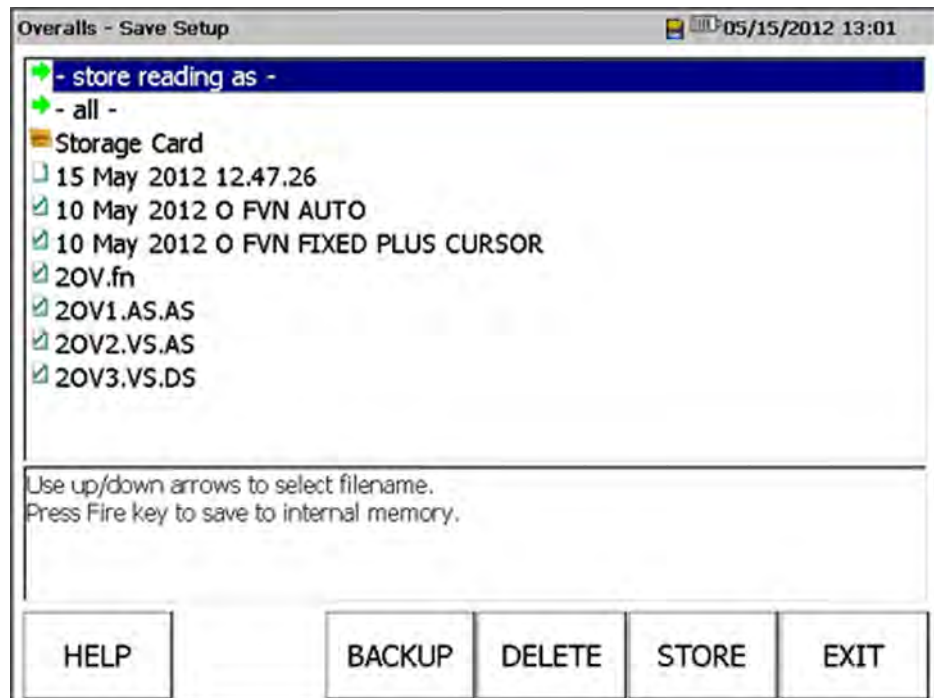 Overalls - Save Setup 05/15/2012 13:01
- store reading as -
- all -
Storage Card
15 May 2012 12.47.26
10 May 2012 O FVN AUTO
10 May 2012 O FVN FIXED PLUS CURSOR
2OV.fn
2OV1.AS.AS
2OV2.VS.AS
2OV3.VS.DS
Use up/down arrows to select filename.
Press Fire key to save to internal memory.
HELP BACKUP DELETE STORE EXIT